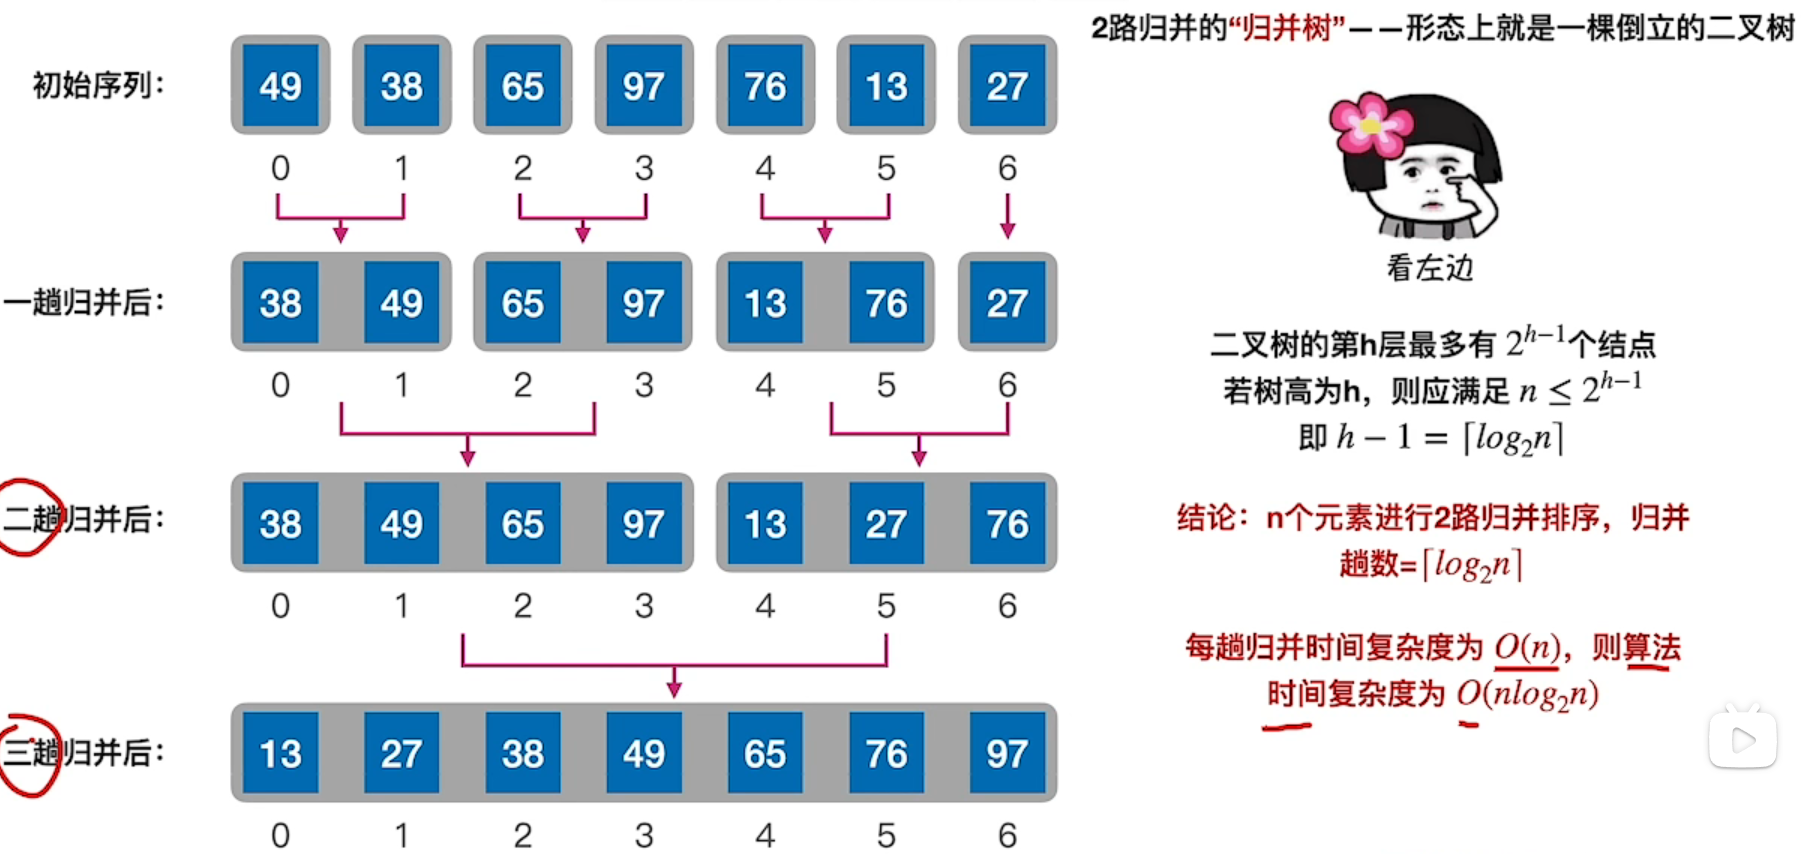 2路归并的“归并树”——形态上就是一棵倒立的二叉树
初始序列：
49 38 65 97 76 13 27
0 1 2 3 4 5 6
看左边
一趟归并后：
38 49 65 97 13 76 27
0 1 2 3 4 5 6
二叉树的第h层最多有 2^{h−1}个结点
若树高为h，则应满足 n ≤ 2^{h−1}
即 h − 1 = ⌈log₂n⌉
二趟归并后：
38 49 65 97 13 27 76
0 1 2 3 4 5 6
结论：n个元素进行2路归并排序，归并
趟数=⌈log₂n⌉
每趟归并时间复杂度为 O(n)，则算法
时间复杂度为 O(nlog₂n)
三趟归并后：
13 27 38 49 65 76 97
0 1 2 3 4 5 6